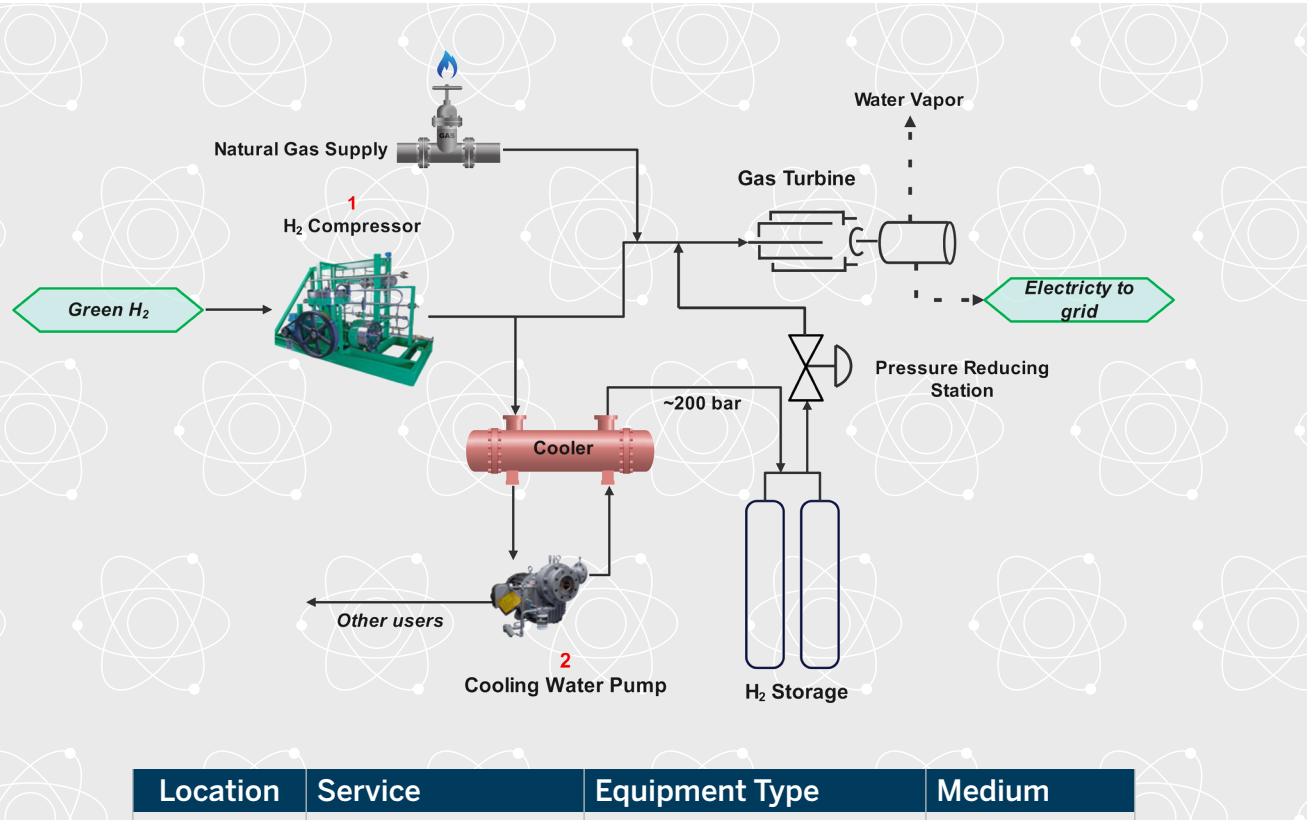 Water Vapor
GAS
Natural Gas Supply
Gas Turbine
1
H₂ Compressor
Green H₂
Electricty to
grid
Pressure Reducing
Station
~200 bar
Cooler
Other users
2
Cooling Water Pump
H₂ Storage
Location Service Equipment Type Medium